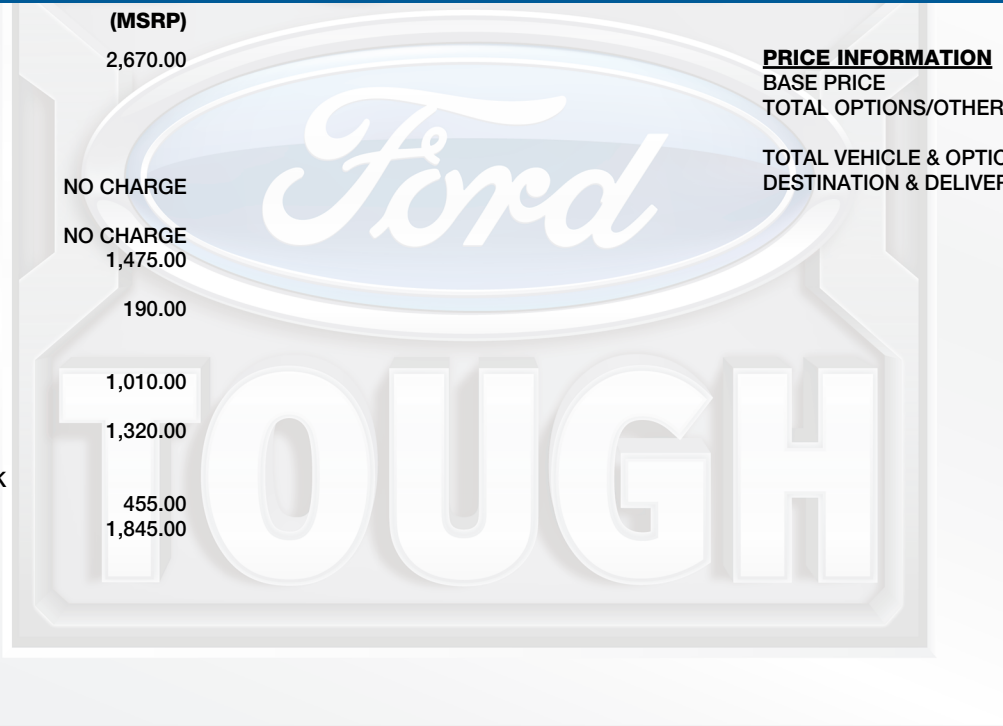 (MSRP)
2,670.00
NO CHARGE
NO CHARGE
1,475.00
190.00
1,010.00
1,320.00
455.00
1,845.00
PRICE INFORMATION
BASE PRICE
TOTAL OPTIONS/OTHER
TOTAL VEHICLE & OPTIO
DESTINATION & DELIVER
Ford
TOUGH